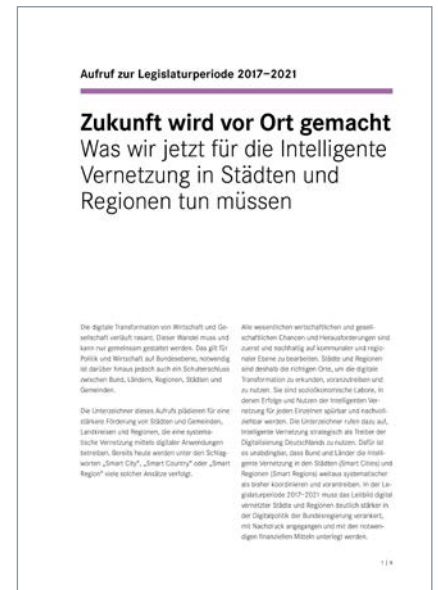 Aufruf zur Legislaturperiode 2017–2021
Zukunft wird vor Ort gemacht
Was wir jetzt für die Intelligente
Vernetzung in Städten und
Regionen tun müssen
Die digitale Transformation von Wirtschaft und Ge-
sellschaft verläuft rasant. Dieser Wandel muss und
kann nur gemeinsam gestaltet werden. Das gilt für
Politik und Wirtschaft auf Bundesebene, notwendig
ist darüber hinaus jedoch auch ein Schulterschluss
zwischen Bund, Ländern, Regionen, Städten und
Gemeinden.
Die Unterzeichner dieses Aufrufs plädieren für eine
stärkere Förderung von Städten und Gemeinden,
Landkreisen und Regionen, die eine systema-
tische Vernetzung mittels digitaler Anwendungen
betreiben. Bereits heute werden unter den Schlag-
worten „Smart City“, „Smart Country“ oder „Smart
Region“ viele solcher Ansätze verfolgt.
Alle wesentlichen wirtschaftlichen und gesell-
schaftlichen Chancen und Herausforderungen sind
zuerst und nachhaltig auf kommunaler und regio-
naler Ebene zu bearbeiten. Städte und Regionen
sind deshalb die richtigen Orte, um die digitale
Transformation zu erkunden, voranzutreiben und
zu nutzen. Sie sind sozioökonomische Labore, in
denen Erfolge und Nutzen der Intelligenten Ver-
netzung für jeden Einzelnen spürbar und nachvoll-
ziehbar werden. Die Unterzeichner rufen dazu auf,
Intelligente Vernetzung strategisch als Treiber der
Digitalisierung Deutschlands zu nutzen. Dafür ist
es unabdingbar, dass Bund und Länder die Intelli-
gente Vernetzung in den Städten (Smart Cities) und
Regionen (Smart Regions) weitaus systematischer
als bisher koordinieren und vorantreiben. In der Le-
gislaturperiode 2017–2021 muss das Leitbild digital
vernetzter Städte und Regionen deutlich stärker in
der Digitalpolitik der Bundesregierung verankert,
mit Nachdruck angegangen und mit den notwen-
digen finanziellen Mitteln unterlegt werden.